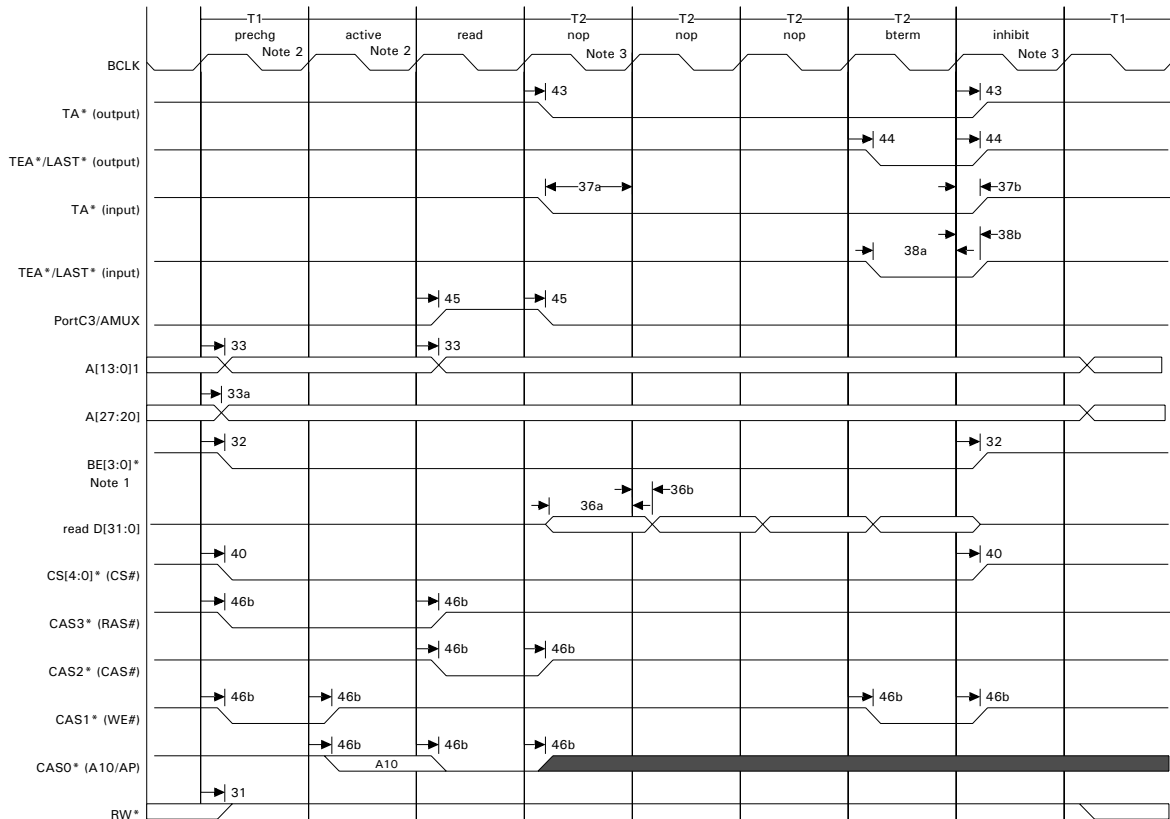 T1 T2 T2 T2 T2 T1
prechg active read nop nop nop bterm inhibit
Note 2 Note 2 Note 3 Note 3
BCLK
43 43
TA* (output)
44 44
TEA*/LAST* (output)
37a 37b
TA* (input)
38a 38b
TEA*/LAST* (input)
45 45
PortC3/AMUX
33 33
A[13:0]1
33a
A[27:20]
32 32
BE[3:0]*
Note 1
36a 36b
read D[31:0]
40 40
CS[4:0]* (CS#)
46b 46b
CAS3* (RAS#)
46b 46b
CAS2* (CAS#)
46b 46b 46b 46b
CAS1* (WE#)
46b 46b 46b
CAS0* (A10/AP) A10
31
RW*